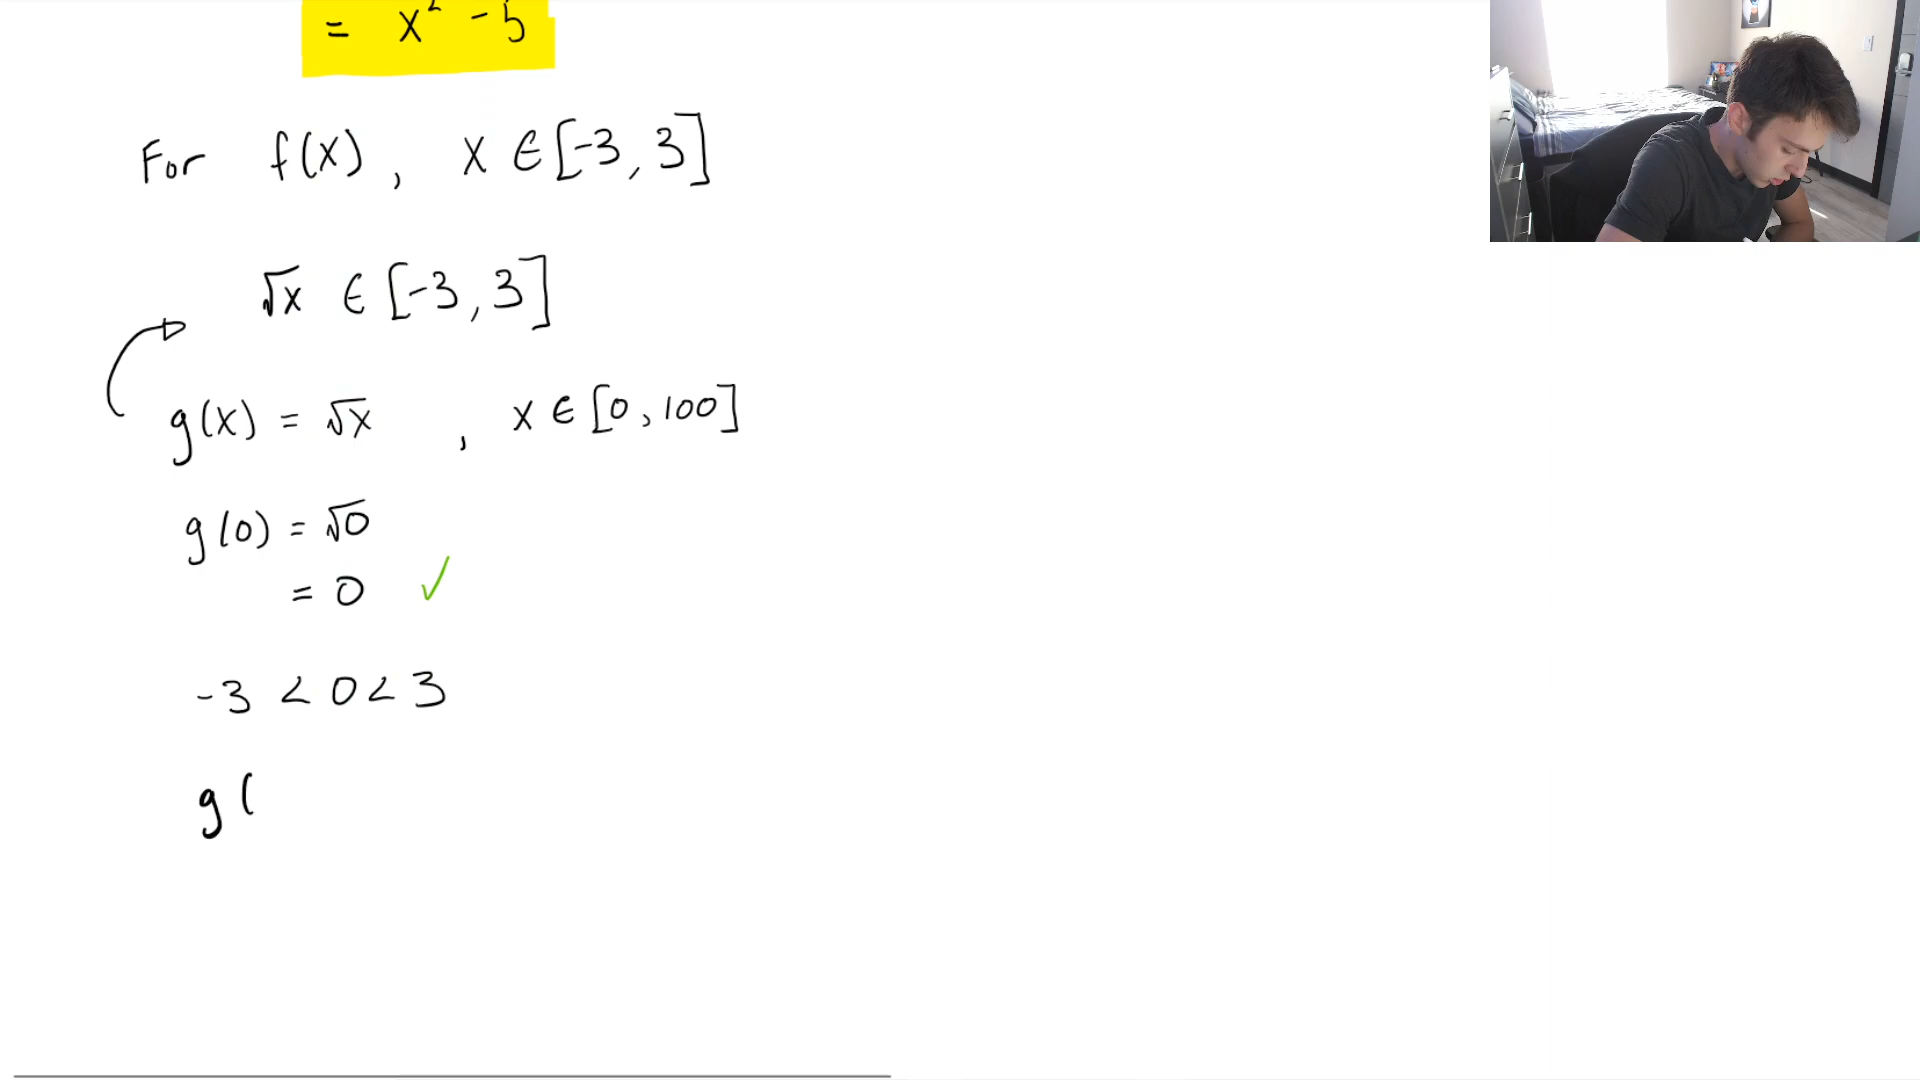 = x² - 5
For f(x), x ∈ [-3, 3]
√x ∈ [-3, 3]
g(x) = √x , x ∈ [0, 100]
g(0) = √0
= 0 ✓
-3 < 0 < 3
g(